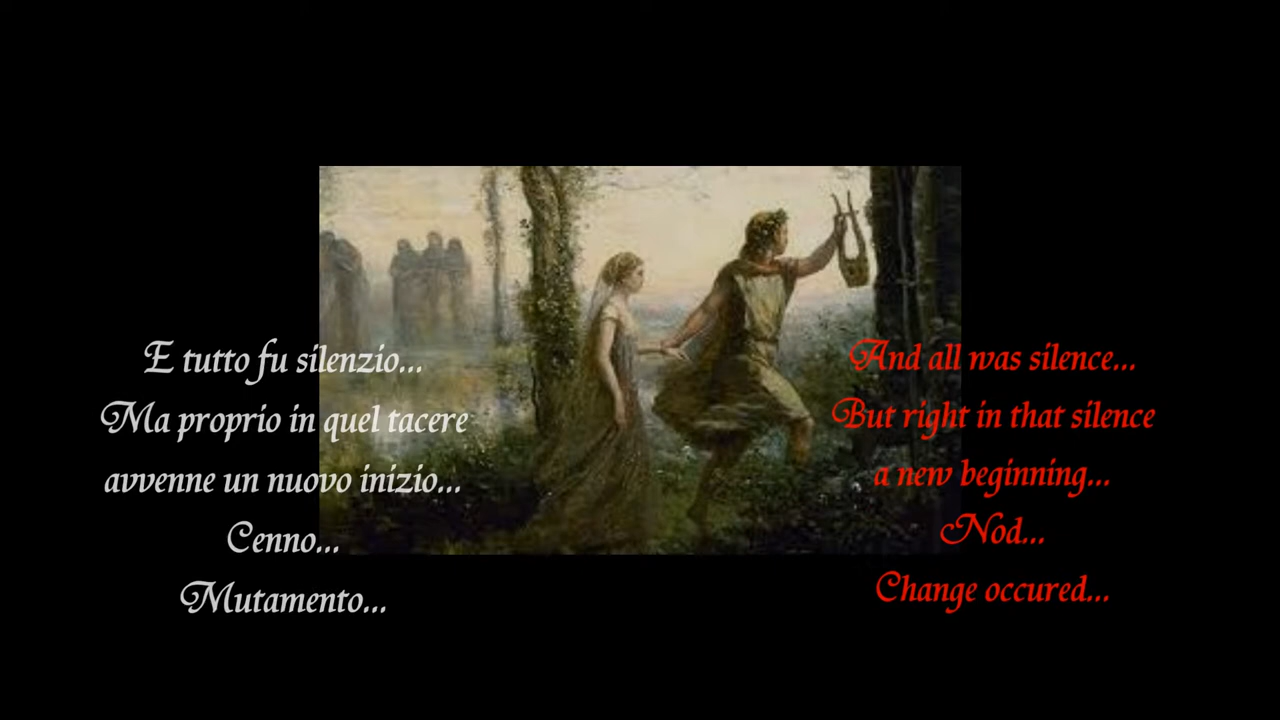 E tutto fu silenzio...
Ma proprio in quel tacere
avvenne un nuovo inizio...
Cenno...
Mutamento...
And all was silence...
But right in that silence
a new beginning...
Nod...
Change occured...